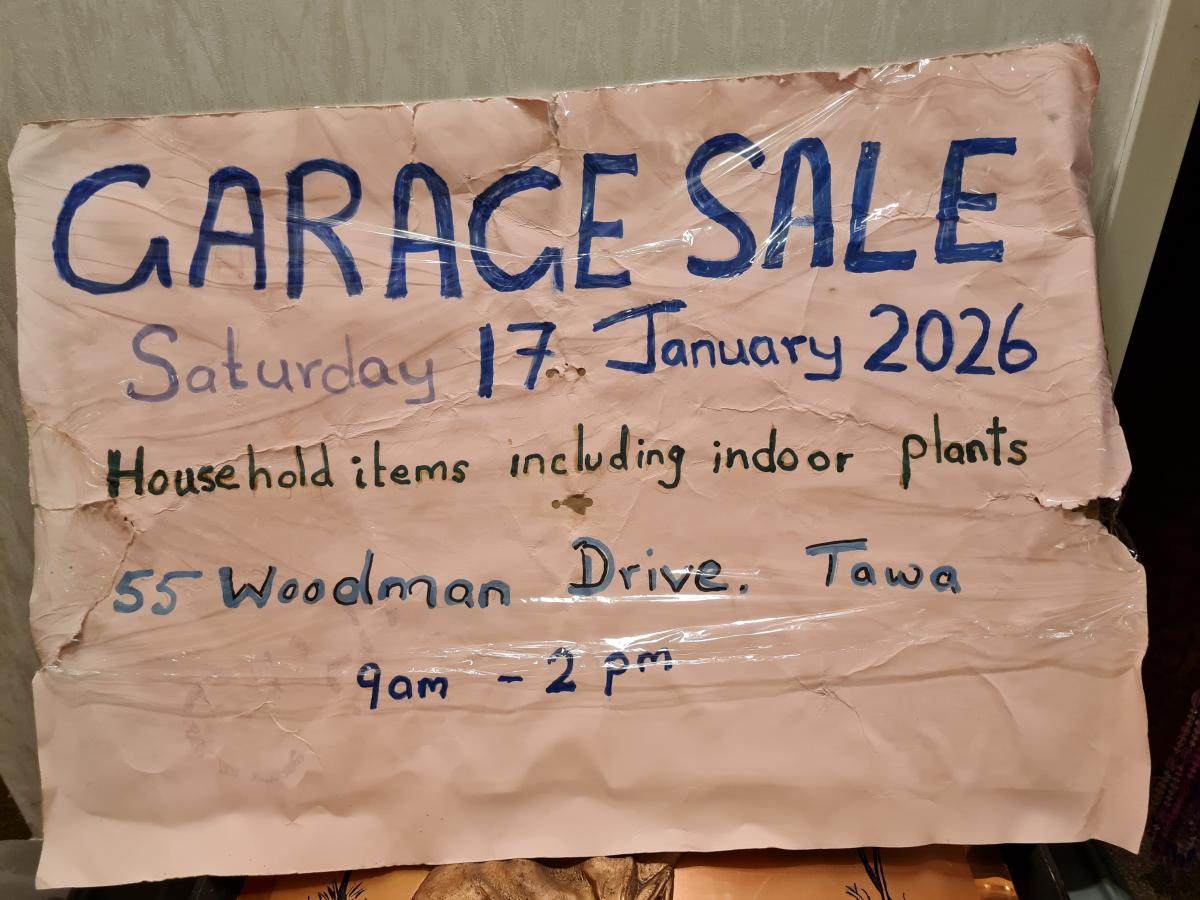 GARAGE SALE
Saturday 17 January 2026
Household items including indoor plants
55 Woodman Drive. Tawa
9am - 2 pm